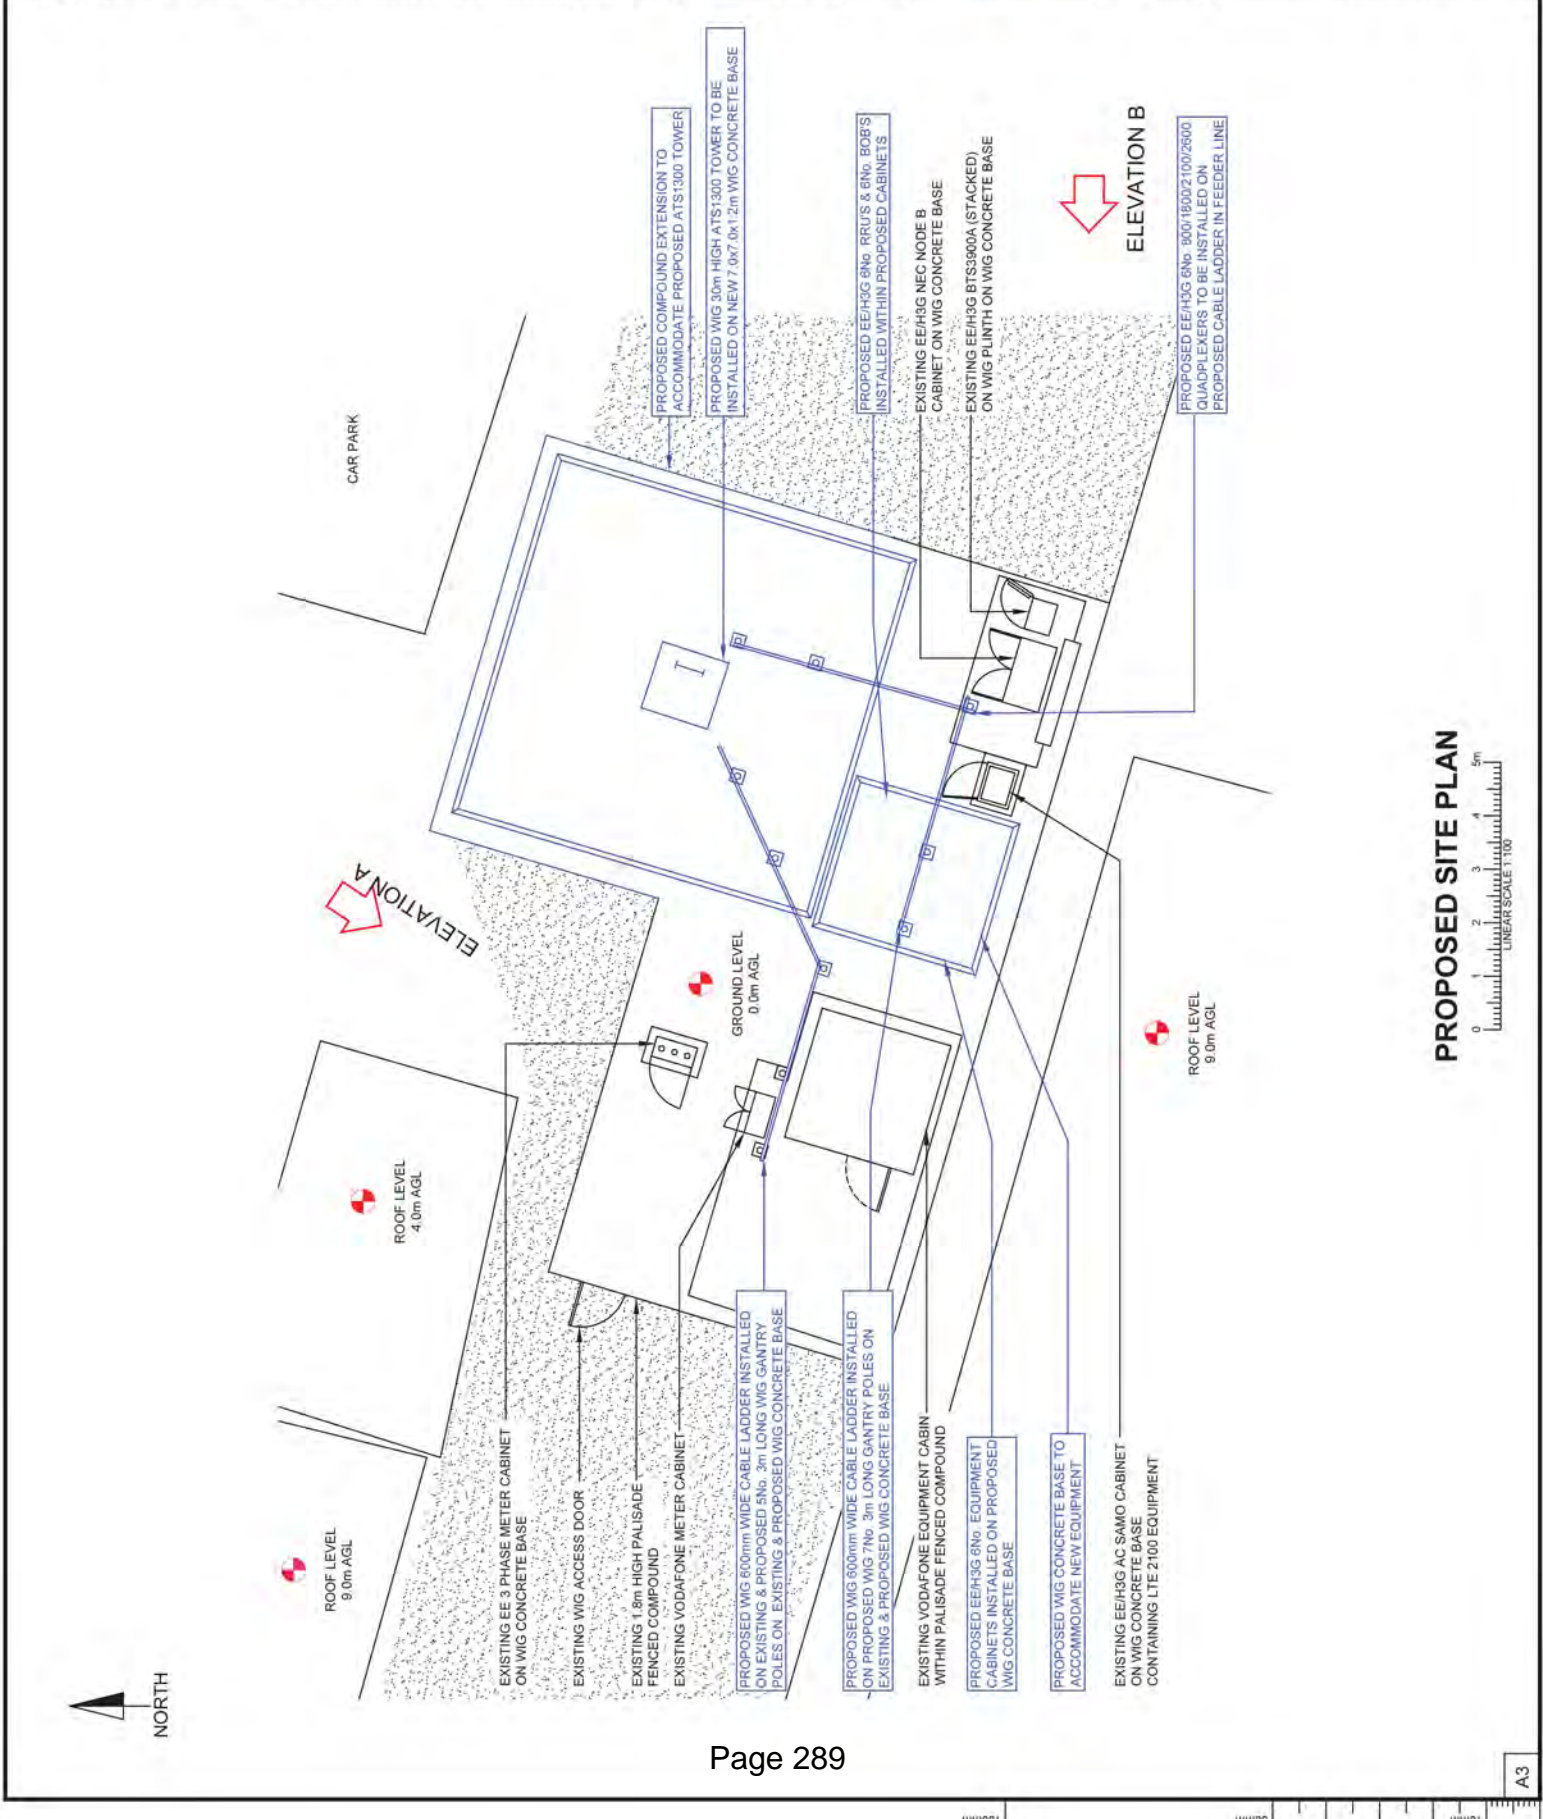 NORTH
ROOF LEVEL
9.0m AGL
ROOF LEVEL
4.0m AGL
CAR PARK
ELEVATION A
GROUND LEVEL
0.0m AGL
EXISTING EE 3 PHASE METER CABINET
ON WIG CONCRETE BASE
EXISTING WIG ACCESS DOOR
EXISTING 1.8m HIGH PALISADE
FENCED COMPOUND
EXISTING VODAFONE METER CABINET
PROPOSED WIG 600mm WIDE CABLE LADDER INSTALLED
ON EXISTING & PROPOSED 5No. 3m LONG WIG GANTRY
POLES ON EXISTING & PROPOSED WIG CONCRETE BASE
PROPOSED WIG 600mm WIDE CABLE LADDER INSTALLED
ON PROPOSED WIG 7No. 3m LONG GANTRY POLES ON
EXISTING & PROPOSED WIG CONCRETE BASE
EXISTING VODAFONE EQUIPMENT CABIN
WITHIN PALISADE FENCED COMPOUND
PROPOSED EE/H3G 6No. EQUIPMENT
CABINETS INSTALLED ON PROPOSED
WIG CONCRETE BASE
PROPOSED WIG CONCRETE BASE TO
ACCOMMODATE NEW EQUIPMENT
EXISTING EE/H3G AC SAMO CABINET
ON WIG CONCRETE BASE
CONTAINING LTE 2100 EQUIPMENT
PROPOSED COMPOUND EXTENSION TO
ACCOMMODATE PROPOSED ATS1300 TOWER
PROPOSED WIG 30m HIGH ATS1300 TOWER TO BE
INSTALLED ON NEW 7.0x7.0x1.2m WIG CONCRETE BASE
PROPOSED EE/H3G 6No. RRU'S & 6No. BOB'S
INSTALLED WITHIN PROPOSED CABINETS
EXISTING EE/H3G NEC NODE B
CABINET ON WIG CONCRETE BASE
EXISTING EE/H3G BTS3900A (STACKED)
ON WIG PLINTH ON WIG CONCRETE BASE
ELEVATION B
PROPOSED EE/H3G 6No. 800/1800/2100/2600
QUADPLEXERS TO BE INSTALLED ON
PROPOSED CABLE LADDER IN FEEDER LINE
ROOF LEVEL
9.0m AGL
PROPOSED SITE PLAN
0 1 2 3 4 5m
LINEAR SCALE 1:100
A3
Page 289